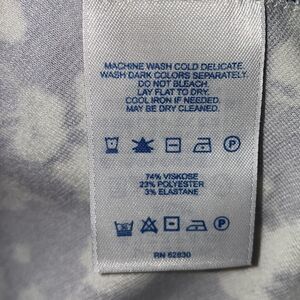 MACHINE WASH COLD DELICATE.
WASH DARK COLORS SEPARATELY.
DO NOT BLEACH.
LAY FLAT TO DRY.
COOL IRON IF NEEDED.
MAY BE DRY CLEANED.
P
74% VISKOSE
23% POLYESTER
3% ELASTANE
P
RN 62830